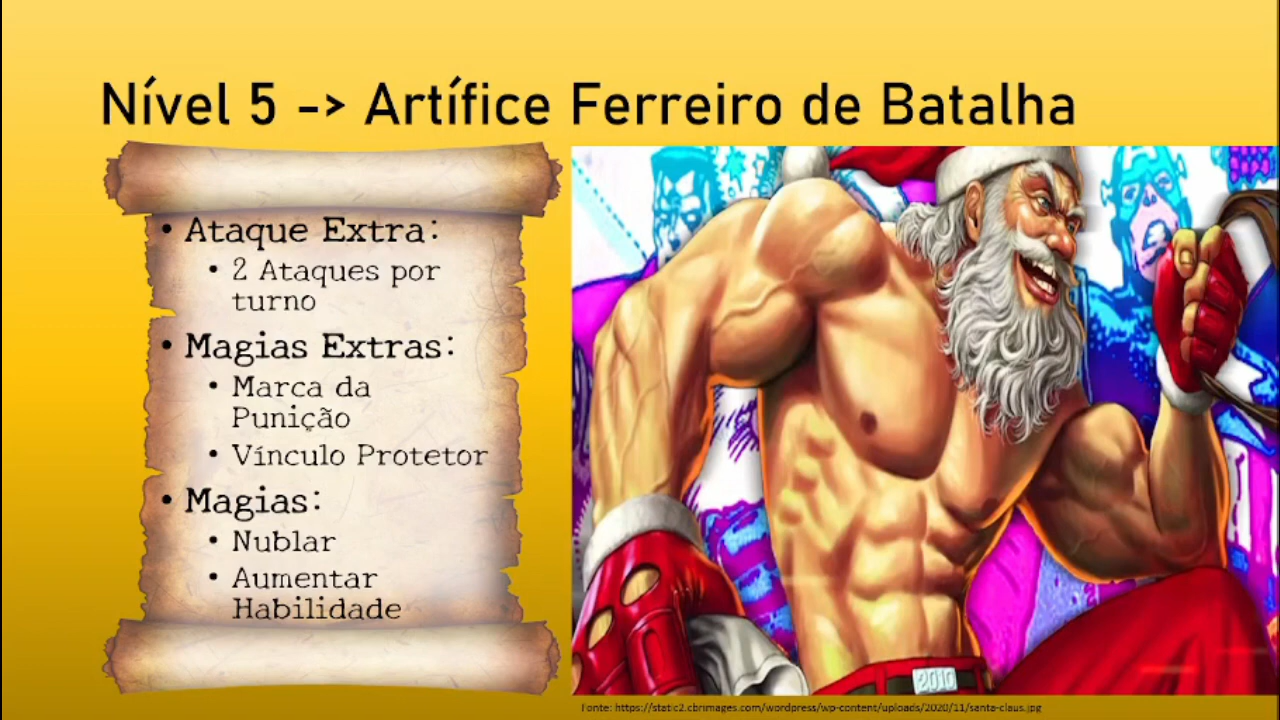 Nível 5 -> Artífice Ferreiro de Batalha
• Ataque Extra:
• 2 Ataques por
turno
• Magias Extras:
• Marca da
Punição
• Vínculo Protetor
• Magias:
• Nublar
• Aumentar
Habilidade
2010
Fonte: https://static2.cbrimages.com/wordpress/wp-content/uploads/2020/11/santa-claus.jpg